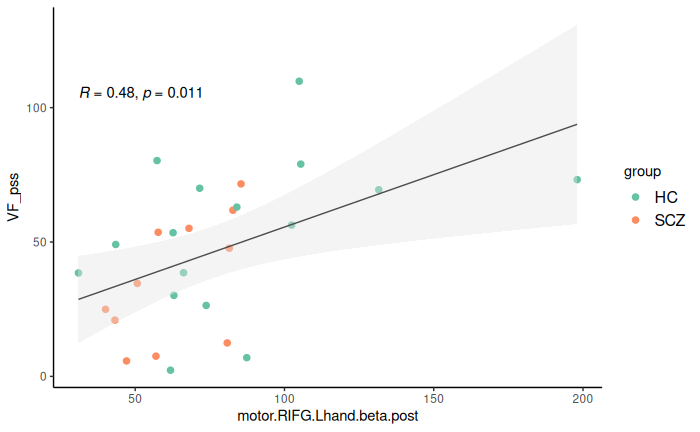 R = 0.48, p = 0.011
100
50
0
VF_pss
50
100
150
200
motor.RIFG.Lhand.beta.post
group
HC
SCZ